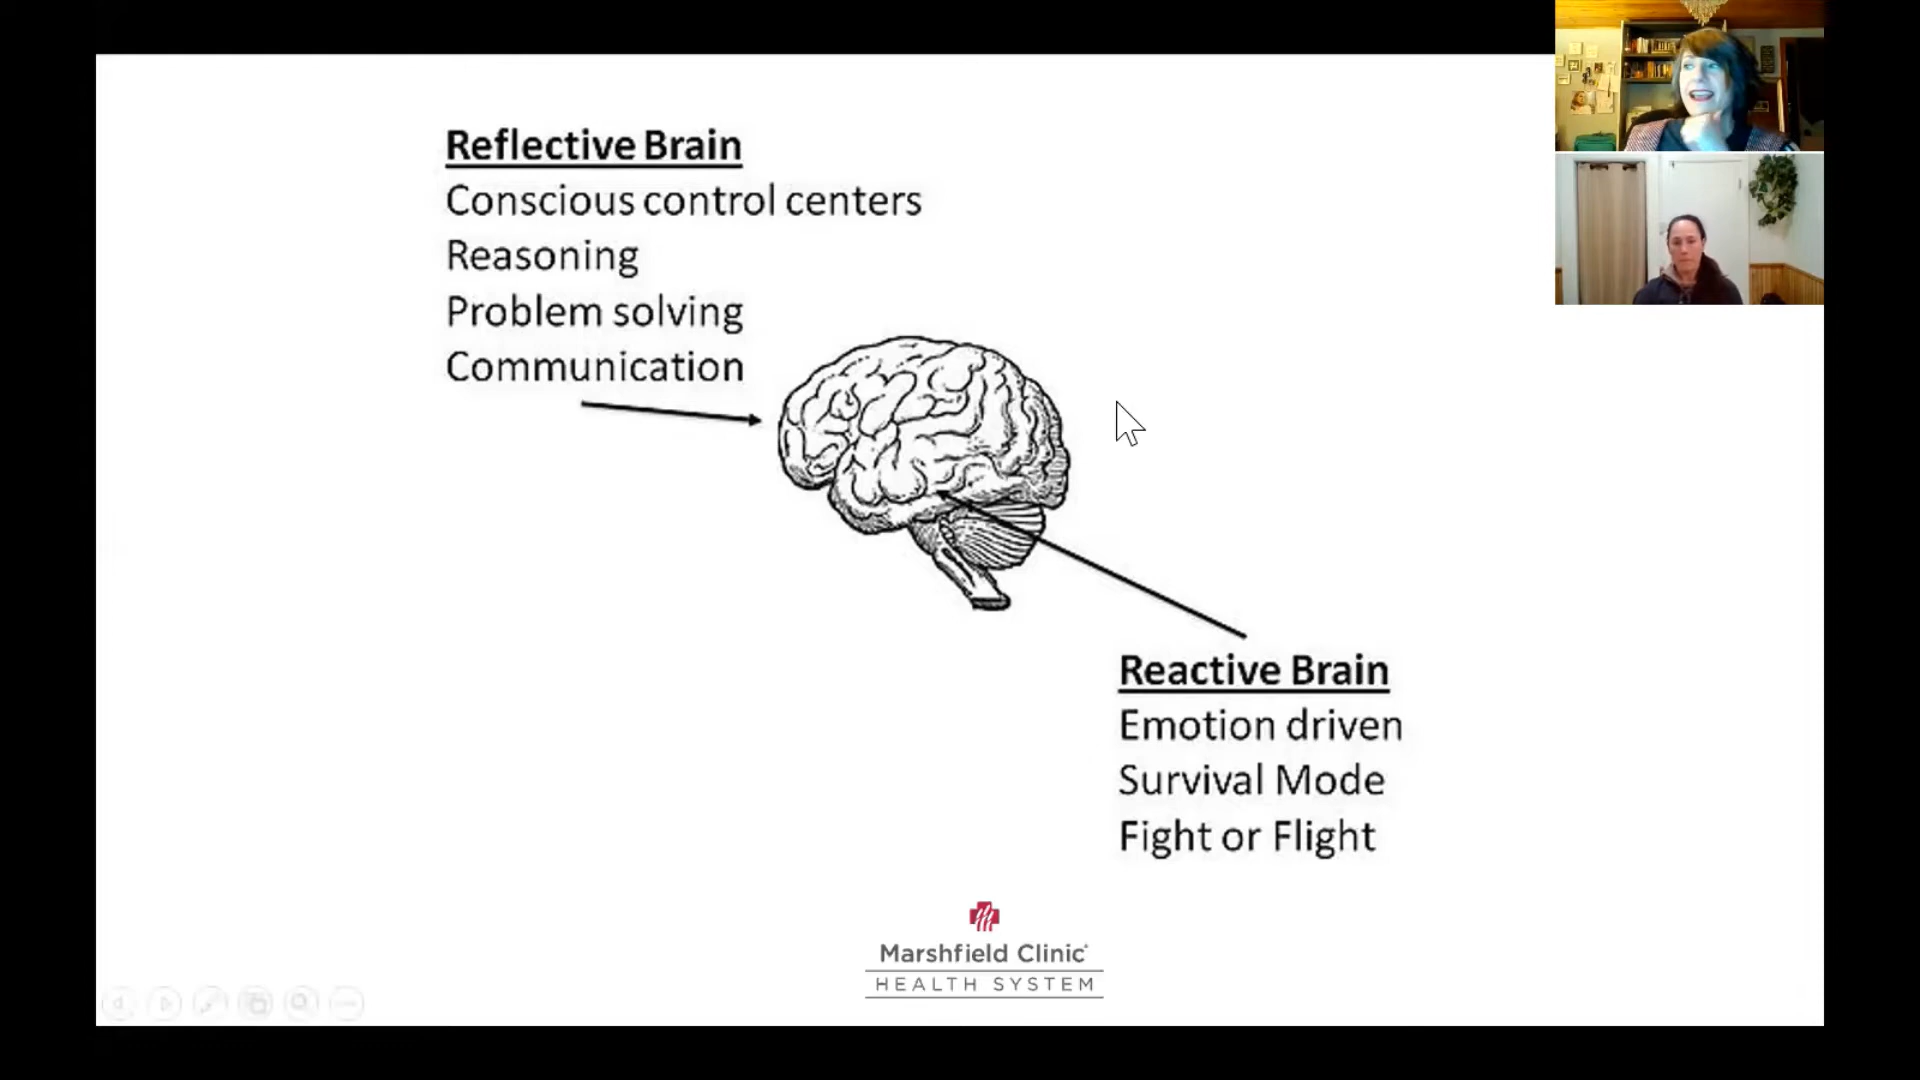 Reflective Brain
Conscious control centers
Reasoning
Problem solving
Communication
Reactive Brain
Emotion driven
Survival Mode
Fight or Flight
Marshfield Clinic
HEALTH SYSTEM